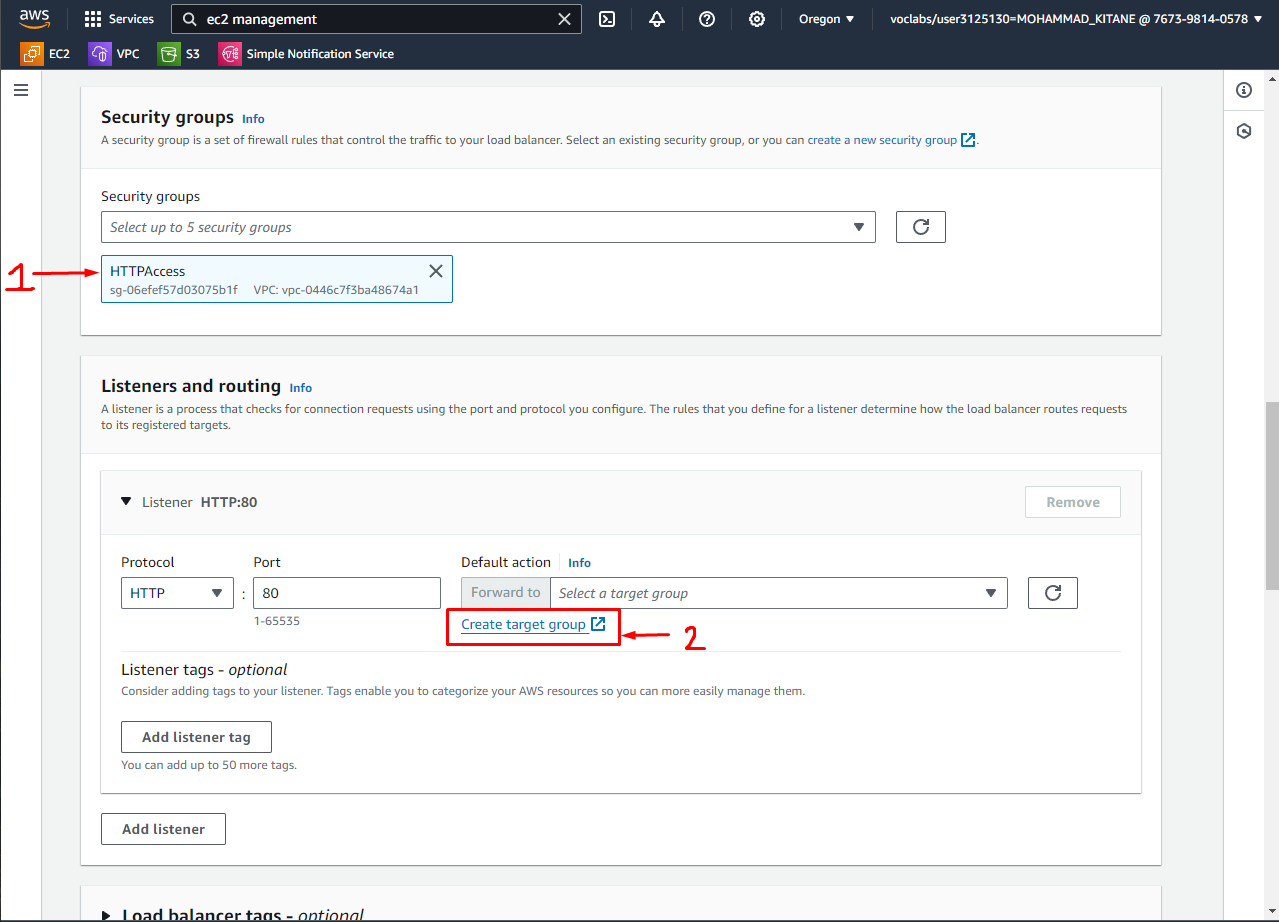 aws Services ec2 management Oregon voclabs/user3125130=MOHAMMAD_KITANE @ 7673-9814-0578
EC2 VPC S3 Simple Notification Service
Security groups Info
A security group is a set of firewall rules that control the traffic to your load balancer. Select an existing security group, or you can create a new security group.
Security groups
Select up to 5 security groups
1
HTTPAccess
sg-06efef57d03075b1f VPC: vpc-0446c7f3ba48674a1
Listeners and routing Info
A listener is a process that checks for connection requests using the port and protocol you configure. The rules that you define for a listener determine how the load balancer routes requests
to its registered targets.
Listener HTTP:80 Remove
Protocol Port Default action Info
HTTP : 80 Forward to Select a target group
1-65535 Create target group
2
Listener tags - optional
Consider adding tags to your listener. Tags enable you to categorize your AWS resources so you can more easily manage them.
Add listener tag
You can add up to 50 more tags.
Add listener
Load balancer tags - optional